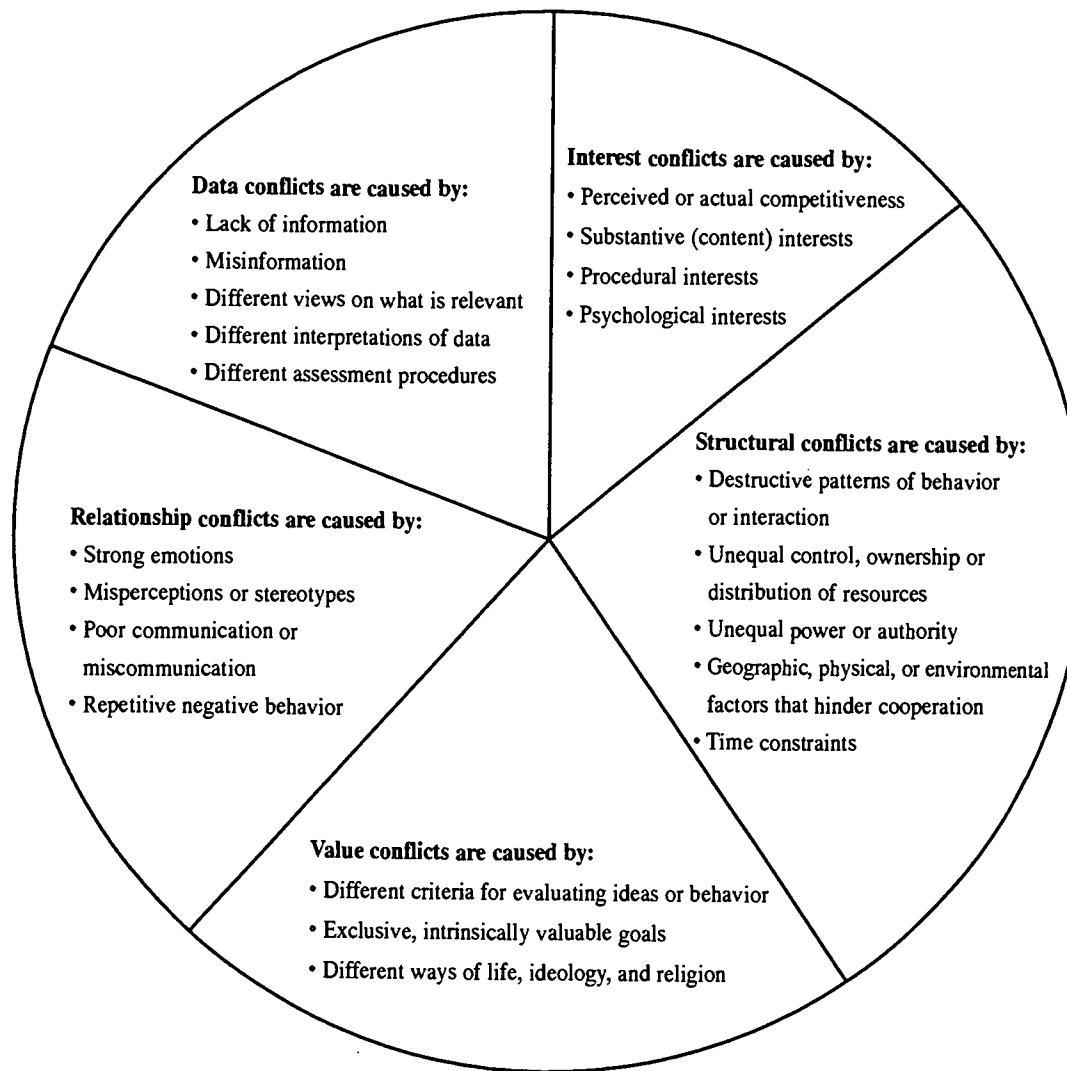 Interest conflicts are caused by:
• Perceived or actual competitiveness
• Substantive (content) interests
• Procedural interests
• Psychological interests
Data conflicts are caused by:
• Lack of information
• Misinformation
• Different views on what is relevant
• Different interpretations of data
• Different assessment procedures
Structural conflicts are caused by:
• Destructive patterns of behavior
or interaction
• Unequal control, ownership or
distribution of resources
• Unequal power or authority
• Geographic, physical, or environmental
factors that hinder cooperation
• Time constraints
Relationship conflicts are caused by:
• Strong emotions
• Misperceptions or stereotypes
• Poor communication or
miscommunication
• Repetitive negative behavior
Value conflicts are caused by:
• Different criteria for evaluating ideas or behavior
• Exclusive, intrinsically valuable goals
• Different ways of life, ideology, and religion